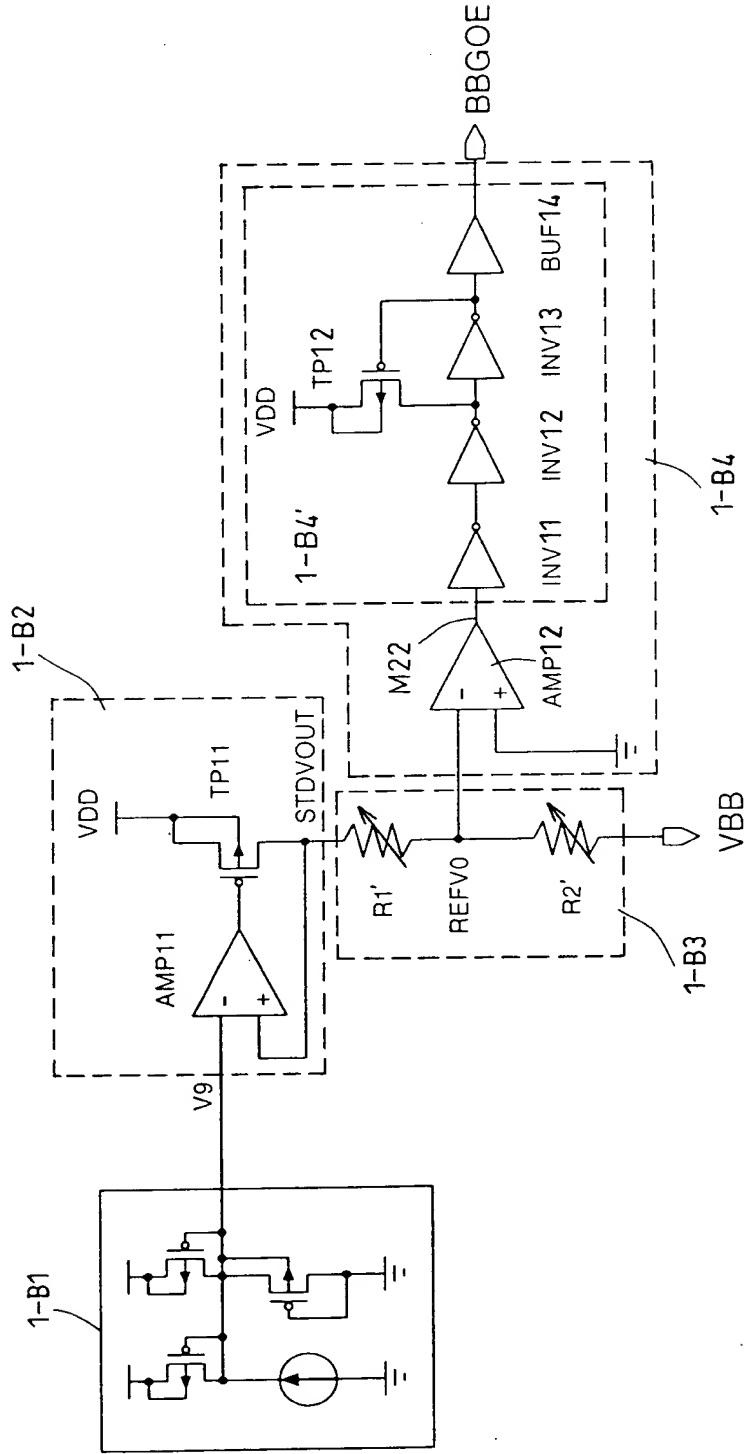 1-B1
V9
1-B2
VDD
TP11
AMP11
-
+
STDVOUT
R1'
REFV0
R2'
1-B3
VBB
M22
-
+
AMP12
1-B4'
VDD
TP12
INV11
INV12
INV13
BUF14
1-B4
BBGOE